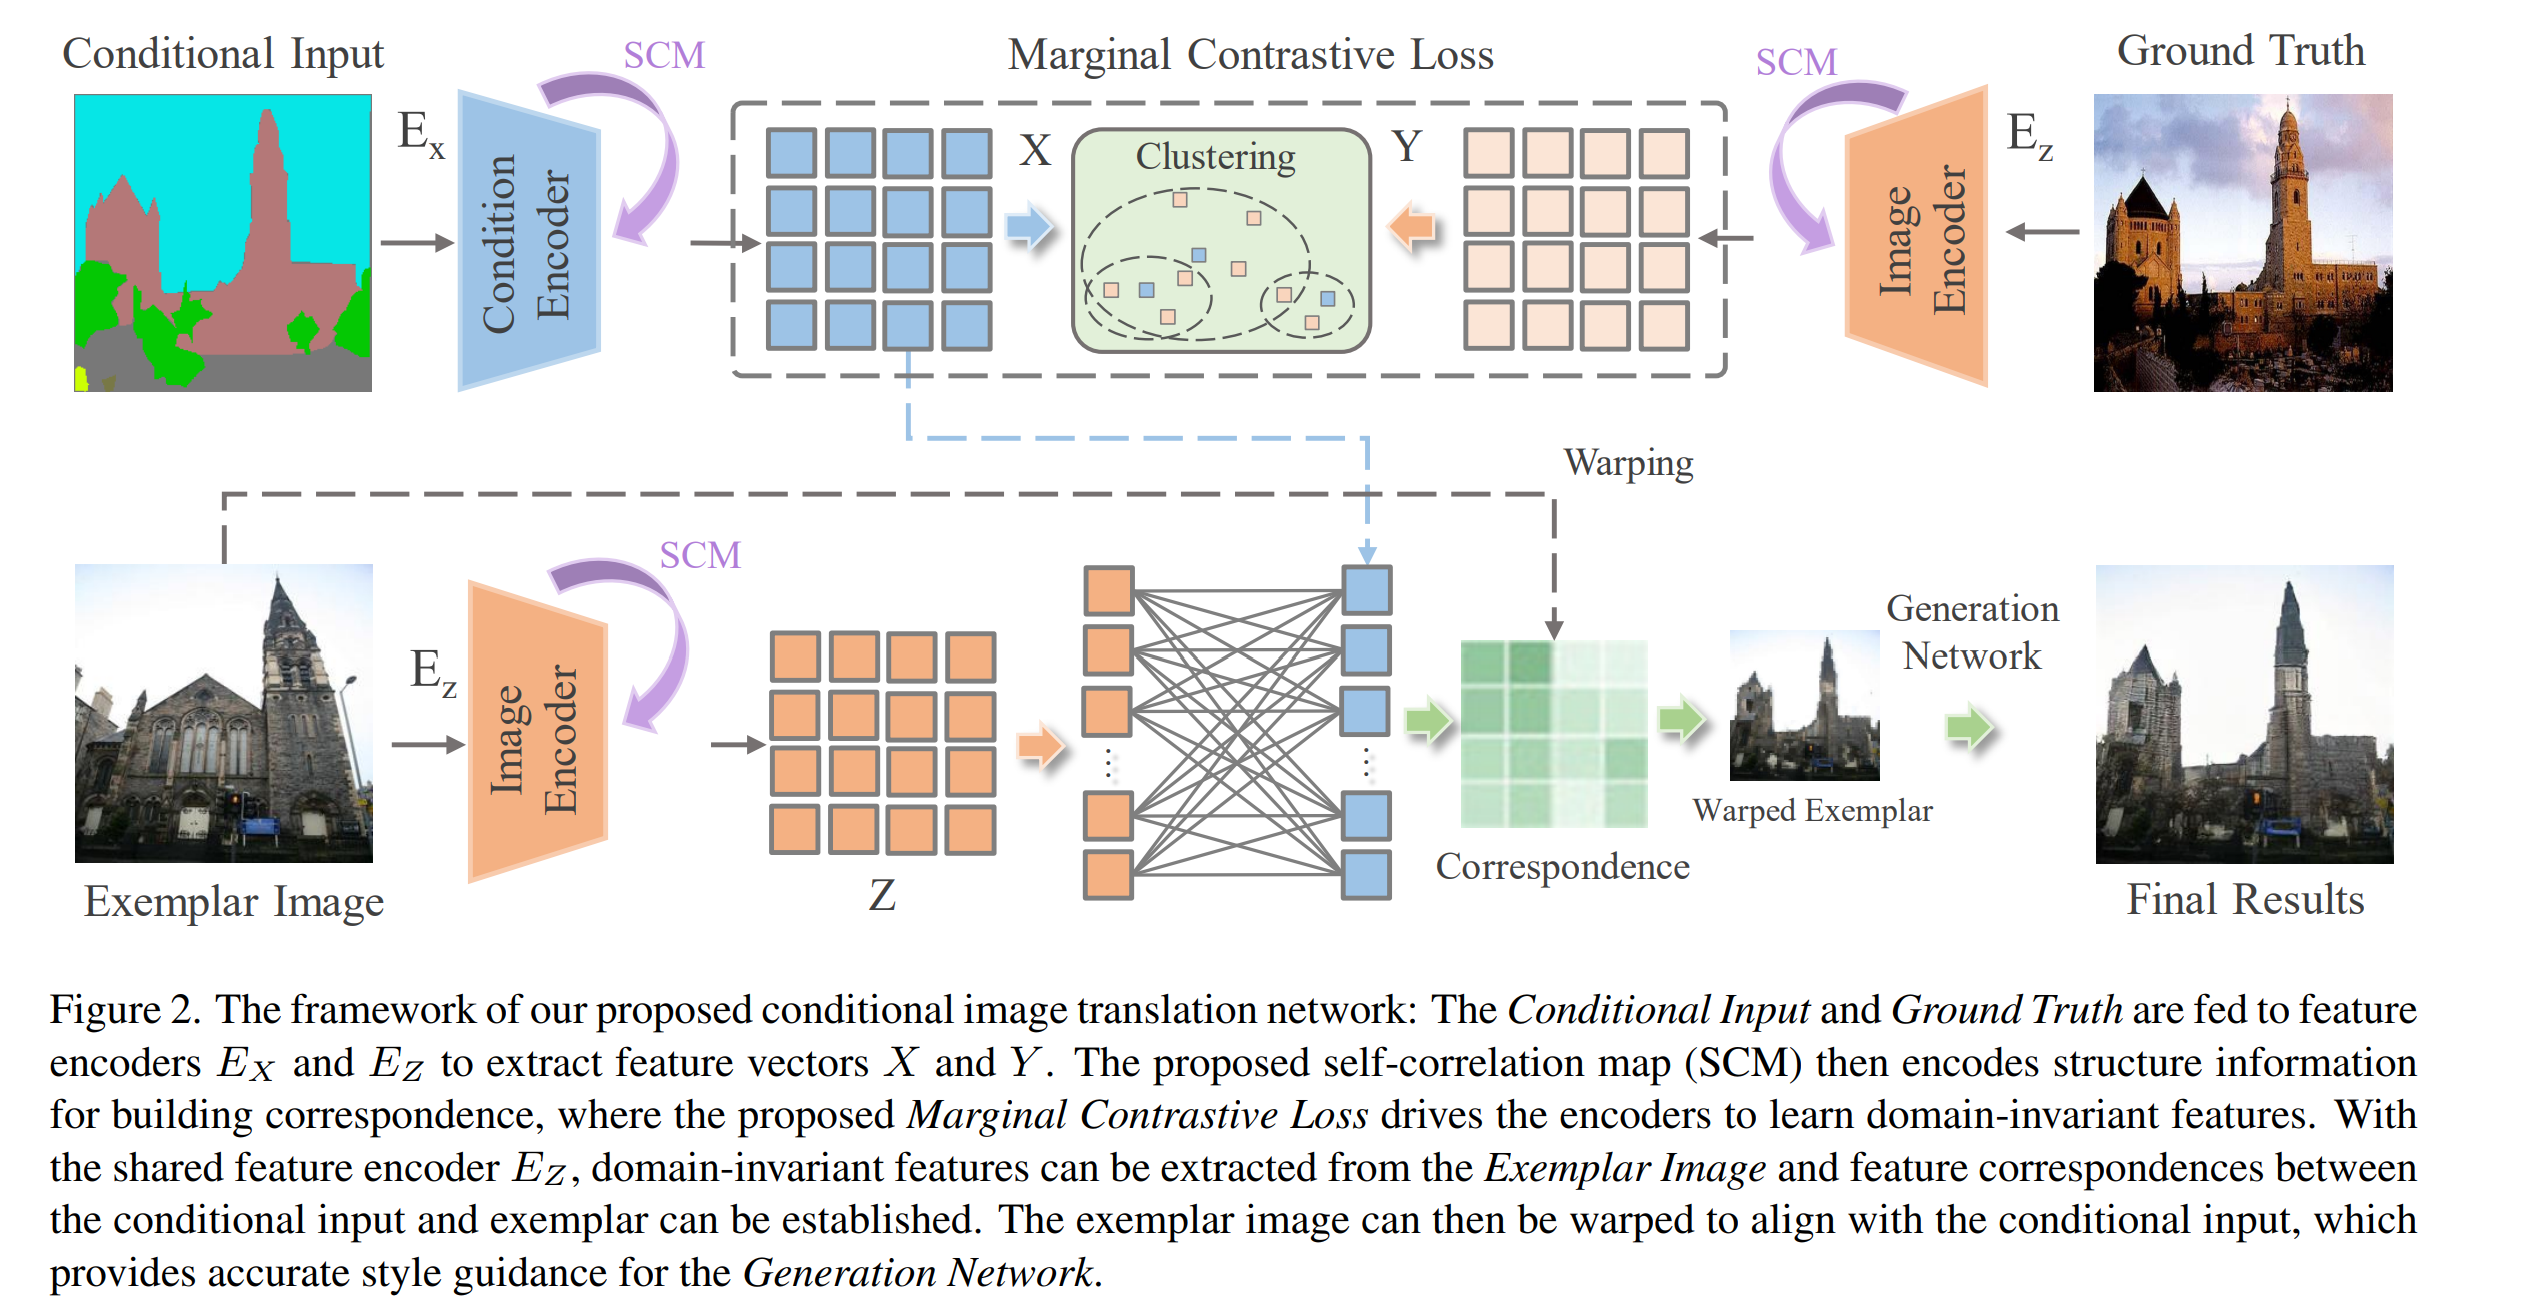 Conditional Input
SCM
Marginal Contrastive Loss
SCM
Ground Truth
Ex
Condition
Encoder
X
Clustering
Y
Image
Encoder
Ez
Warping
SCM
Ez
Image
Encoder
Generation
Network
Warped Exemplar
Correspondence
Exemplar Image
Z
Final Results
Figure 2. The framework of our proposed conditional image translation network: The Conditional Input and Ground Truth are fed to feature
encoders EX and EZ to extract feature vectors X and Y. The proposed self-correlation map (SCM) then encodes structure information
for building correspondence, where the proposed Marginal Contrastive Loss drives the encoders to learn domain-invariant features. With
the shared feature encoder EZ, domain-invariant features can be extracted from the Exemplar Image and feature correspondences between
the conditional input and exemplar can be established. The exemplar image can then be warped to align with the conditional input, which
provides accurate style guidance for the Generation Network.